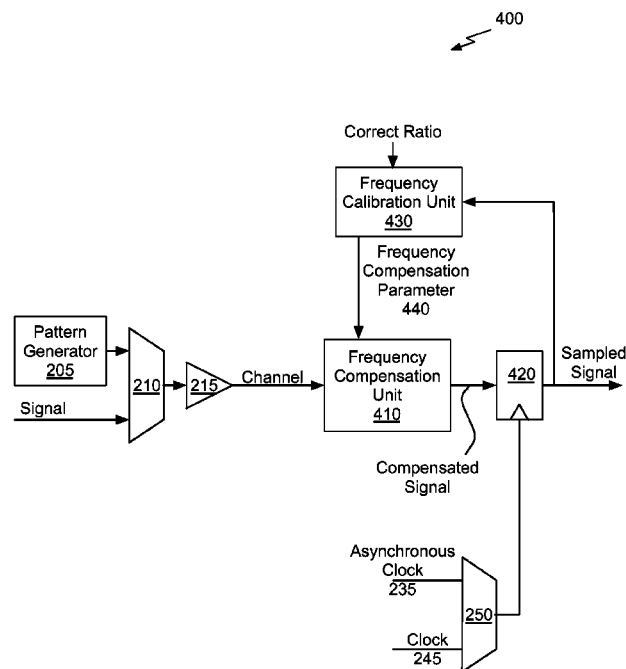 400
Correct Ratio
Frequency
Calibration Unit
430
Frequency
Compensation
Parameter
440
Pattern
Generator
205
Signal
210
215
Channel
Frequency
Compensation
Unit
410
420
Sampled
Signal
Compensated
Signal
Asynchronous
Clock
235
250
Clock
245